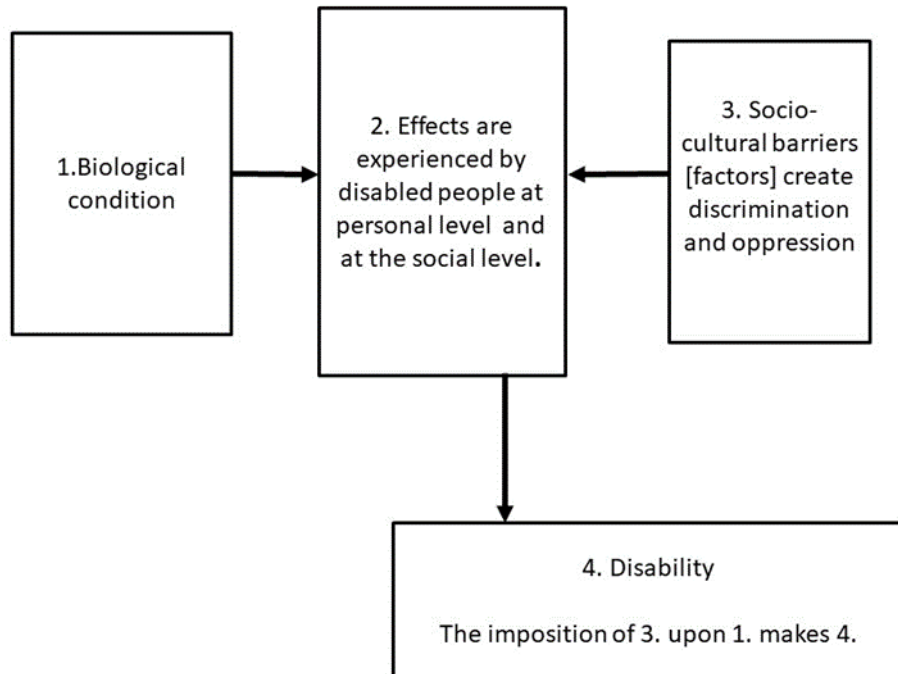 1.Biological
condition
2. Effects are
experienced by
disabled people at
personal level and
at the social level.
3. Socio-
cultural barriers
[factors] create
discrimination
and oppression
4. Disability
The imposition of 3. upon 1. makes 4.